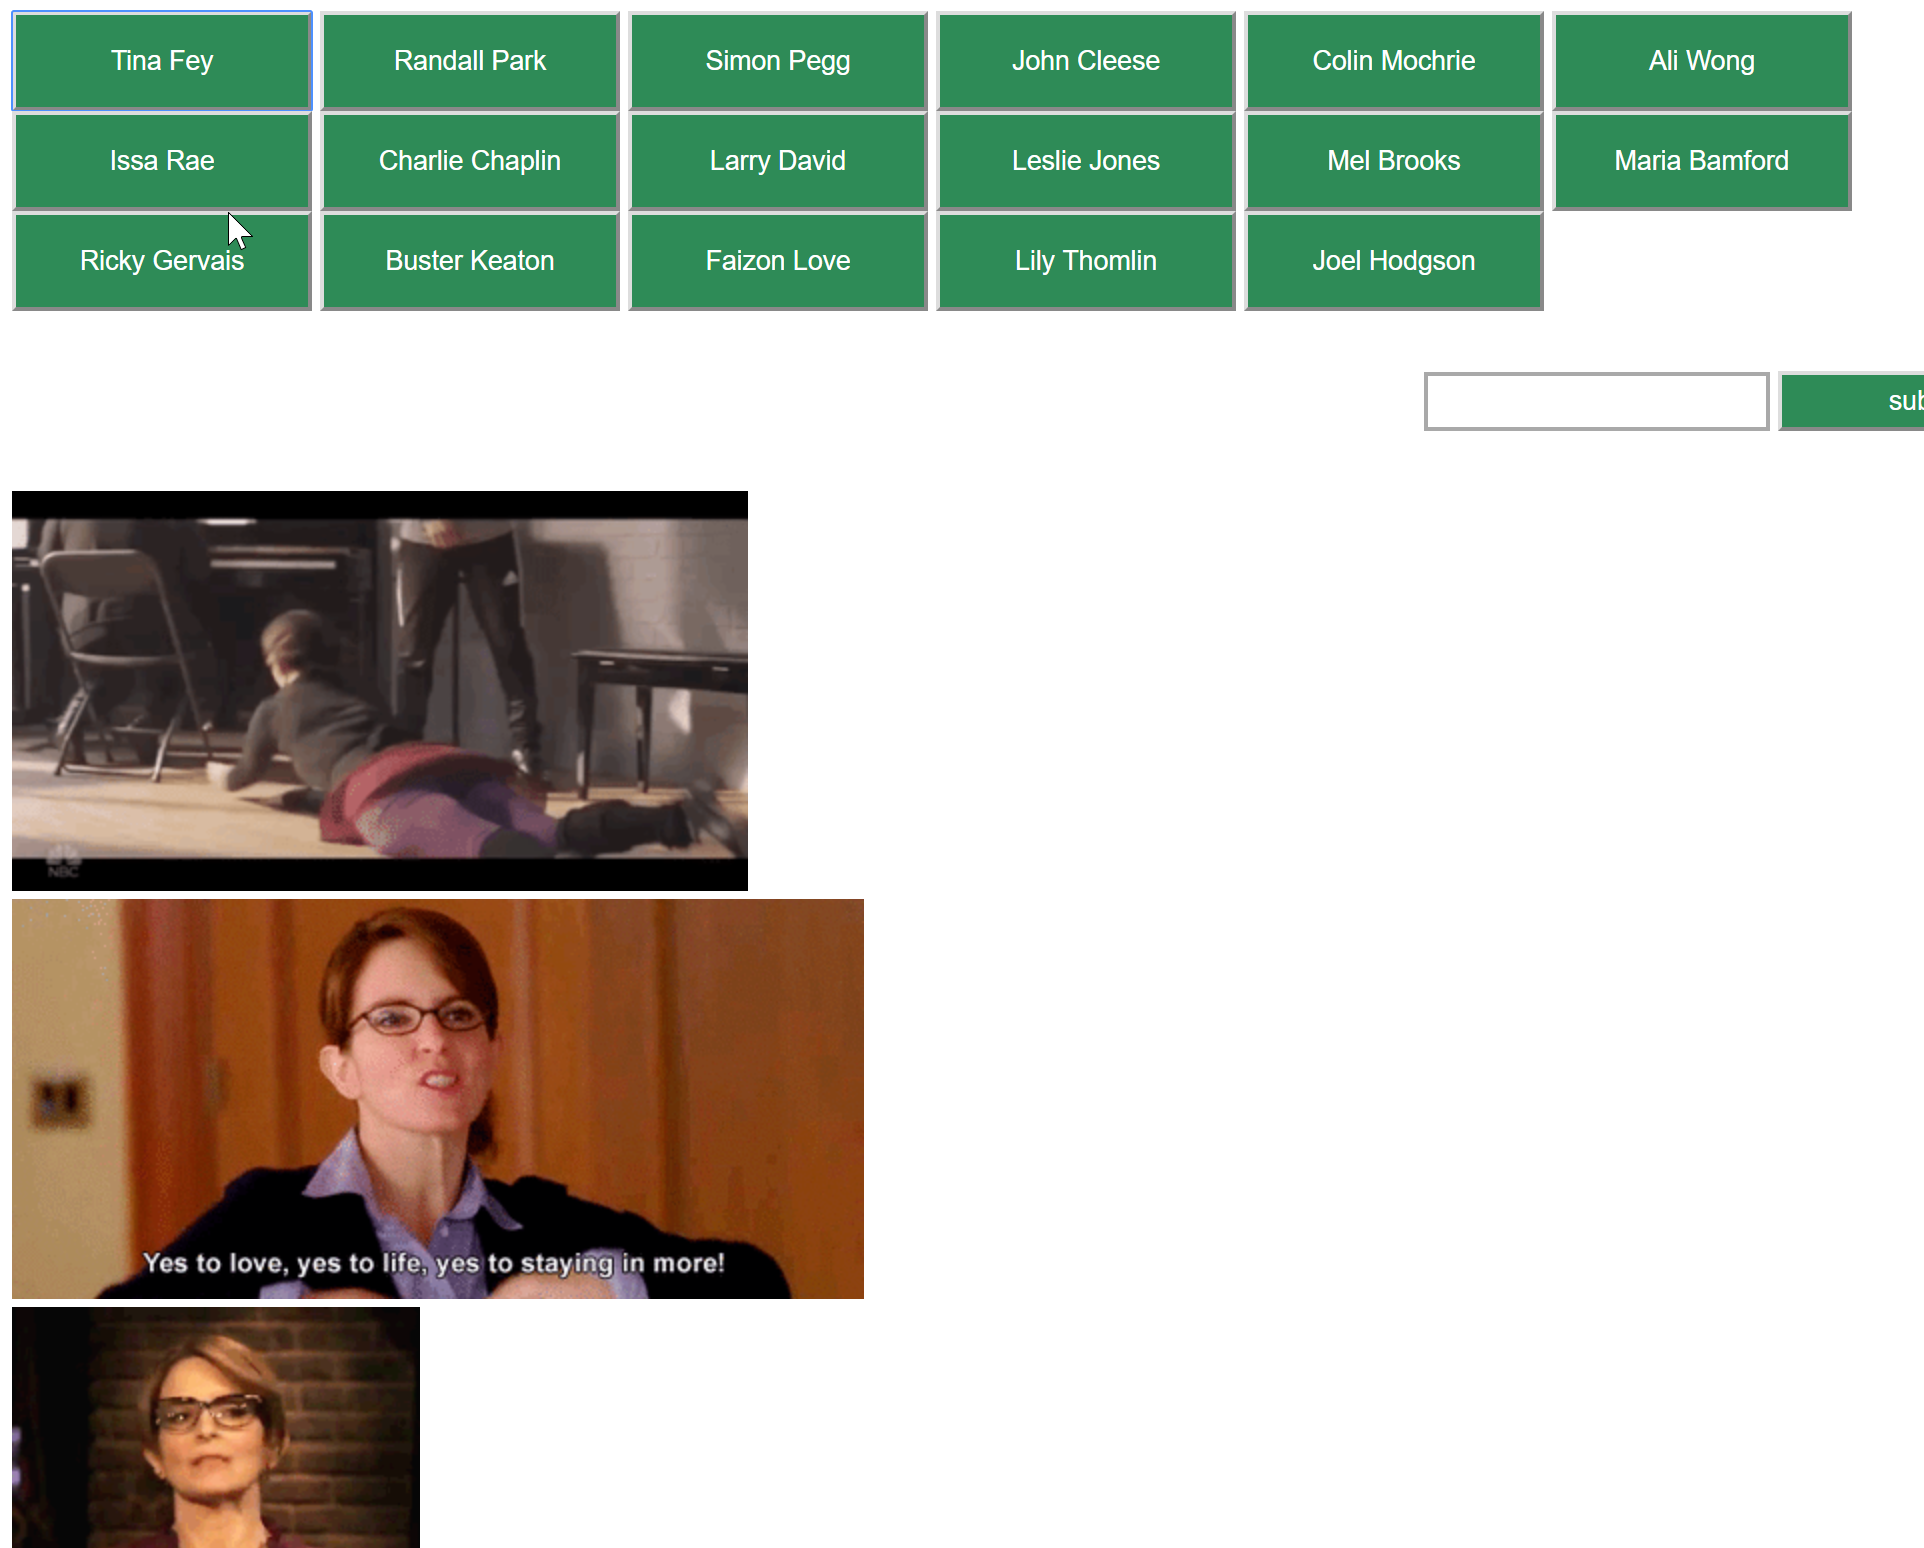 Tina Fey Randall Park Simon Pegg John Cleese Colin Mochrie Ali Wong
Issa Rae Charlie Chaplin Larry David Leslie Jones Mel Brooks Maria Bamford
Ricky Gervais Buster Keaton Faizon Love Lily Thomlin Joel Hodgson
sub
NBC
Yes to love, yes to life, yes to staying in more!